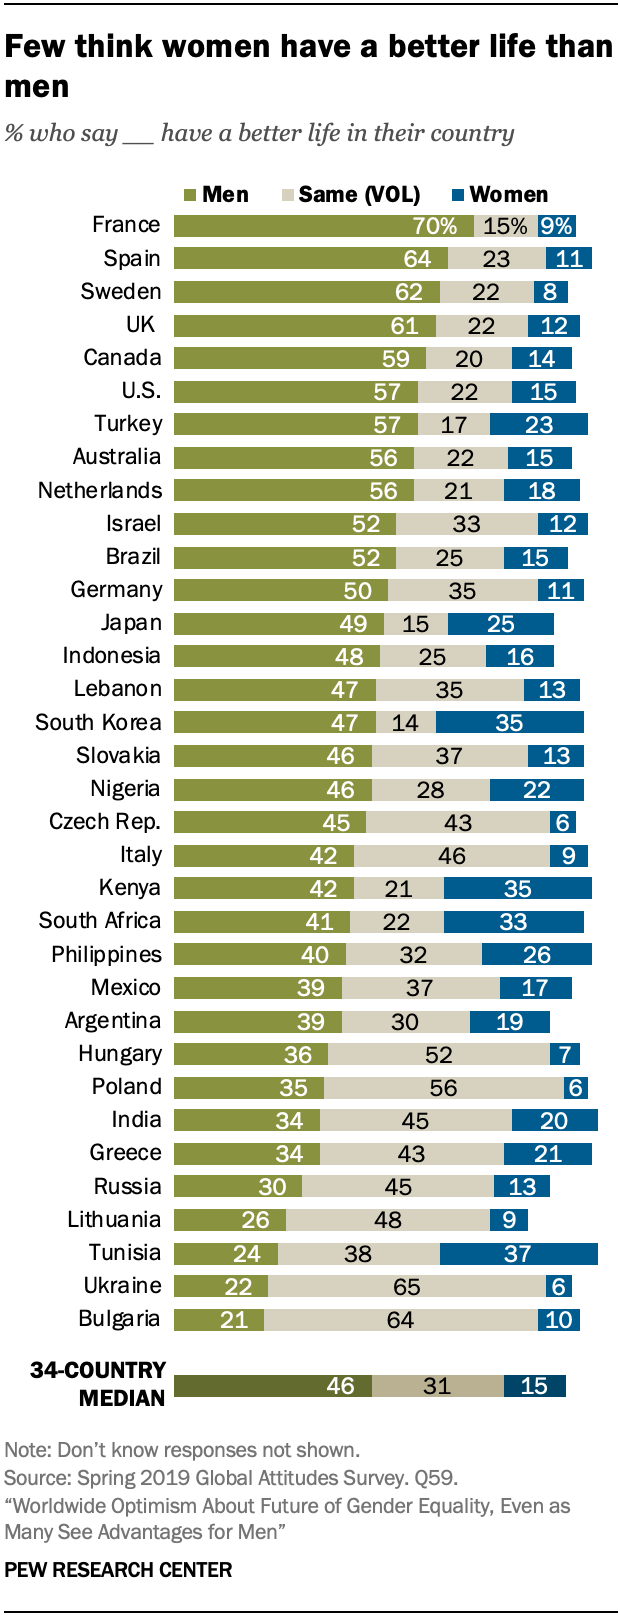 Few think women have a better life than
men
% who say __ have a better life in their country
Men Same (VOL) Women
France 70% 15% 9%
Spain 64 23 11
Sweden 62 22 8
UK 61 22 12
Canada 59 20 14
U.S. 57 22 15
Turkey 57 17 23
Australia 56 22 15
Netherlands 56 21 18
Israel 52 33 12
Brazil 52 25 15
Germany 50 35 11
Japan 49 15 25
Indonesia 48 25 16
Lebanon 47 35 13
South Korea 47 14 35
Slovakia 46 37 13
Nigeria 46 28 22
Czech Rep. 45 43 6
Italy 42 46 9
Kenya 42 21 35
South Africa 41 22 33
Philippines 40 32 26
Mexico 39 37 17
Argentina 39 30 19
Hungary 36 52 7
Poland 35 56 6
India 34 45 20
Greece 34 43 21
Russia 30 45 13
Lithuania 26 48 9
Tunisia 24 38 37
Ukraine 22 65 6
Bulgaria 21 64 10
34-COUNTRY
MEDIAN 46 31 15
Note: Don’t know responses not shown.
Source: Spring 2019 Global Attitudes Survey. Q59.
“Worldwide Optimism About Future of Gender Equality, Even as
Many See Advantages for Men”
PEW RESEARCH CENTER